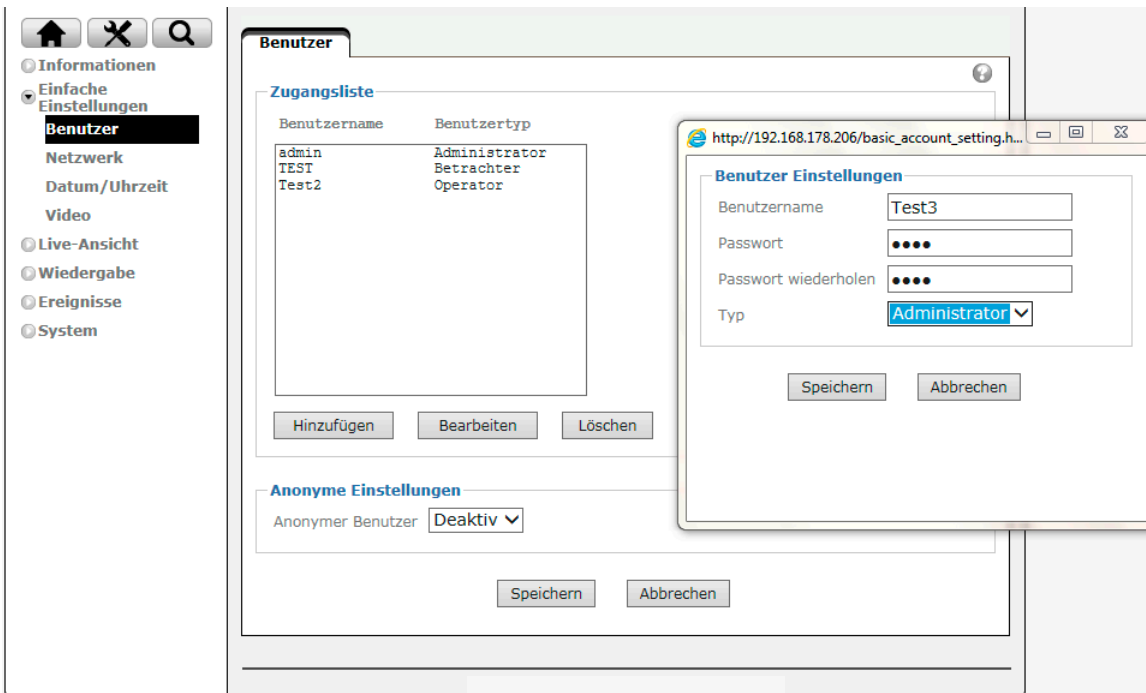 Informationen
Einfache
Einstellungen
Benutzer
Netzwerk
Datum/Uhrzeit
Video
Live-Ansicht
Wiedergabe
Ereignisse
System
Benutzer
Zugangsliste
Benutzername Benutzertyp
admin Administrator
TEST Betrachter
Test2 Operator
Hinzufügen Bearbeiten Löschen
Anonyme Einstellungen
Anonymer Benutzer Deaktiv
Speichern Abbrechen
http://192.168.178.206/basic_account_setting.h...
Benutzer Einstellungen
Benutzername Test3
Passwort ●●●●
Passwort wiederholen ●●●●
Typ Administrator
Speichern Abbrechen